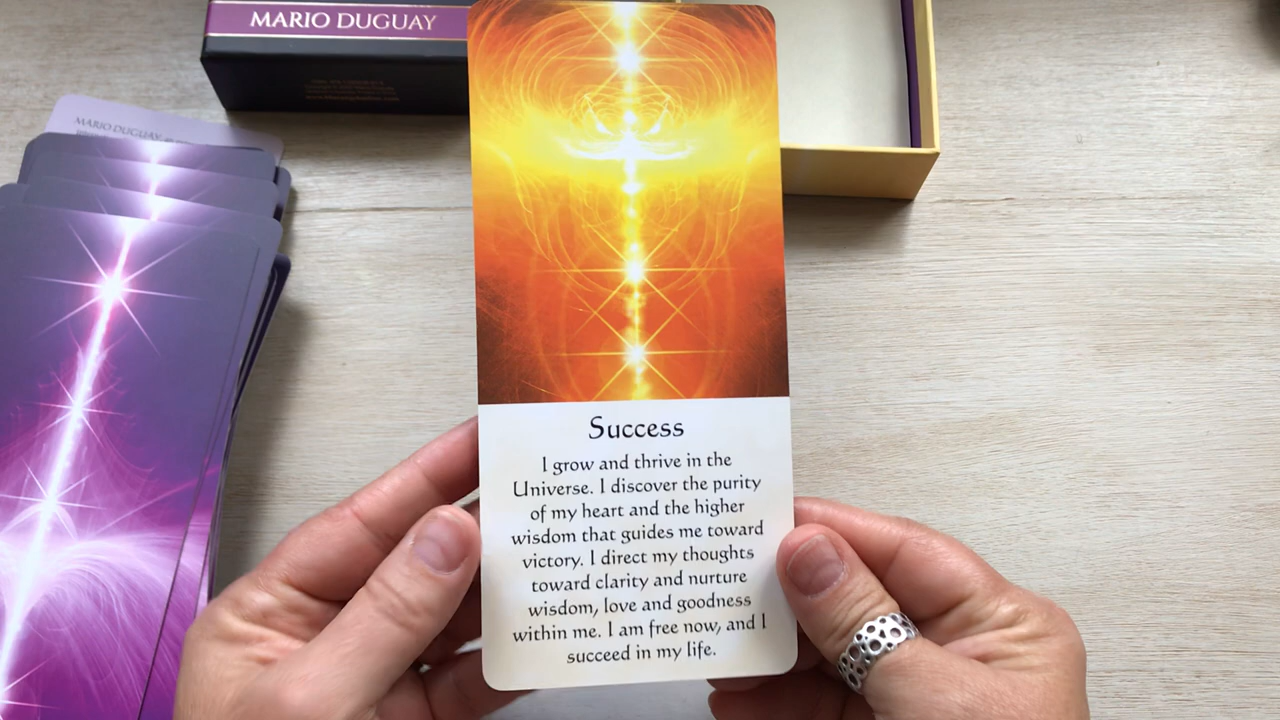 MARIO DUGUAY
MARIO DUGUAY
Success
I grow and thrive in the
Universe. I discover the purity
of my heart and the higher
wisdom that guides me toward
victory. I direct my thoughts
toward clarity and nurture
wisdom, love and goodness
within me. I am free now, and I
succeed in my life.